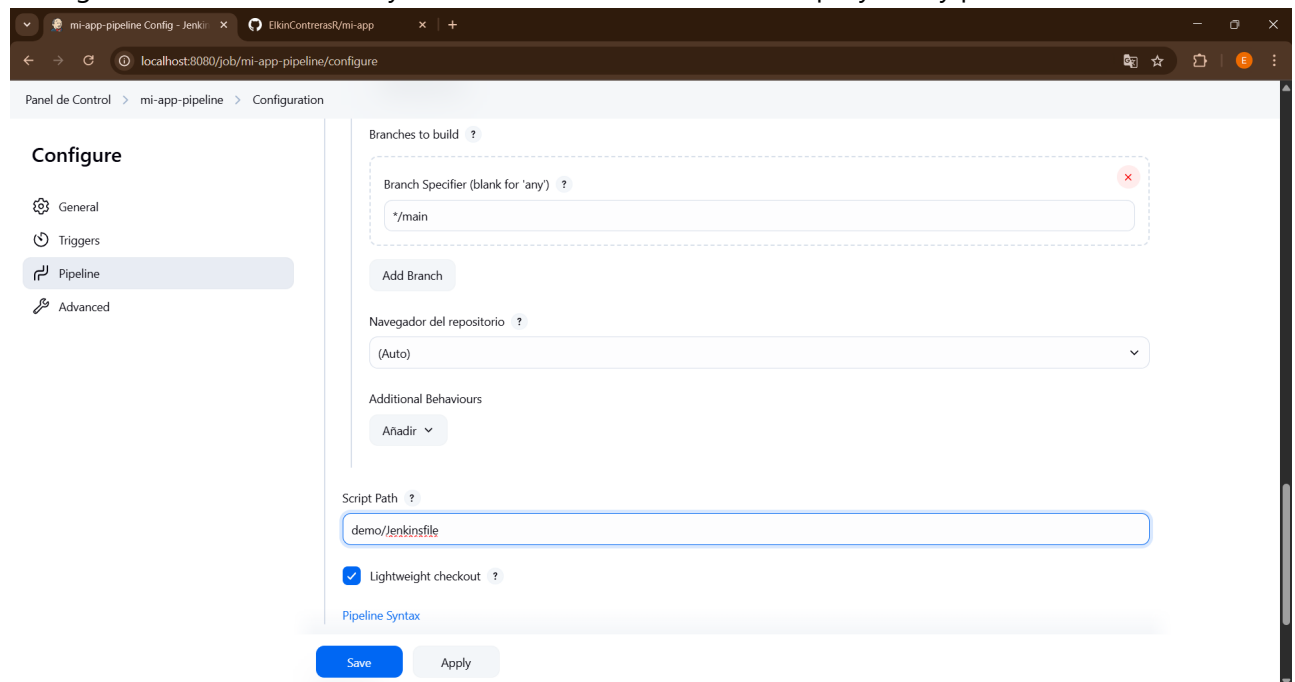 mi-app-pipeline Config - Jenkin
ElkinContrerasR/mi-app
localhost:8080/job/mi-app-pipeline/configure
E
Panel de Control > mi-app-pipeline > Configuration
Configure
General
Triggers
Pipeline
Advanced
Branches to build ?
Branch Specifier (blank for 'any') ?
*/main
Add Branch
Navegador del repositorio ?
(Auto)
Additional Behaviours
Añadir
Script Path ?
demo/Jenkinsfile
Lightweight checkout ?
Pipeline Syntax
Save
Apply